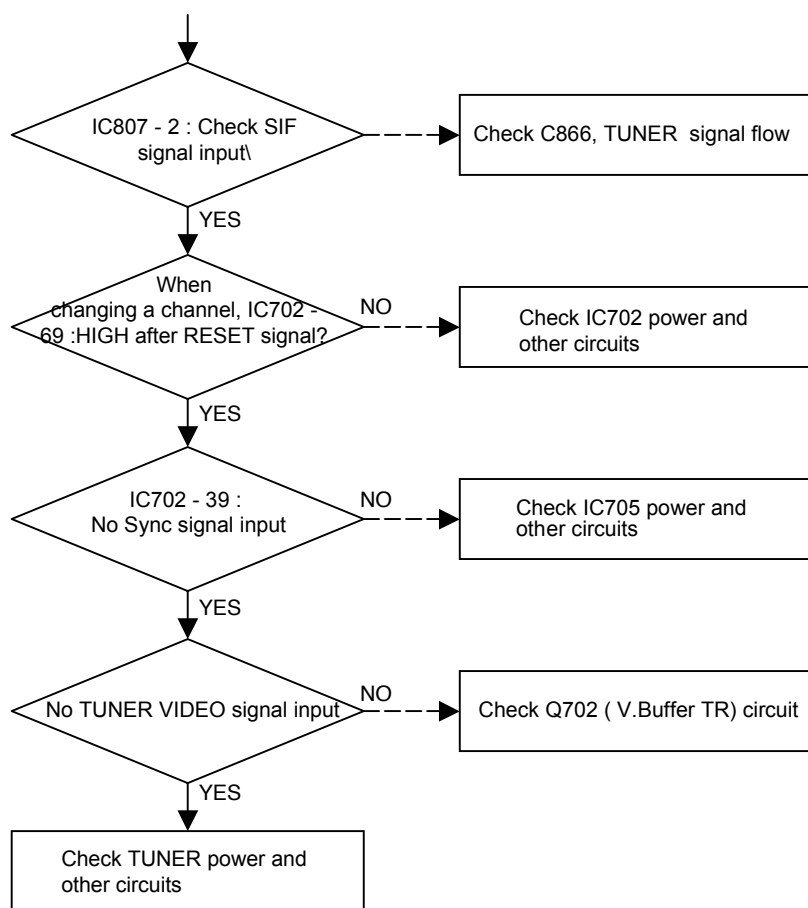 IC807 - 2 : Check SIF
signal input\
Check C866, TUNER signal flow
YES
When
changing a channel, IC702 -
69 :HIGH after RESET signal?
NO
Check IC702 power and
other circuits
YES
IC702 - 39 :
No Sync signal input
NO
Check IC705 power and
other circuits
YES
No TUNER VIDEO signal input
NO
Check Q702 ( V.Buffer TR) circuit
YES
Check TUNER power and
other circuits